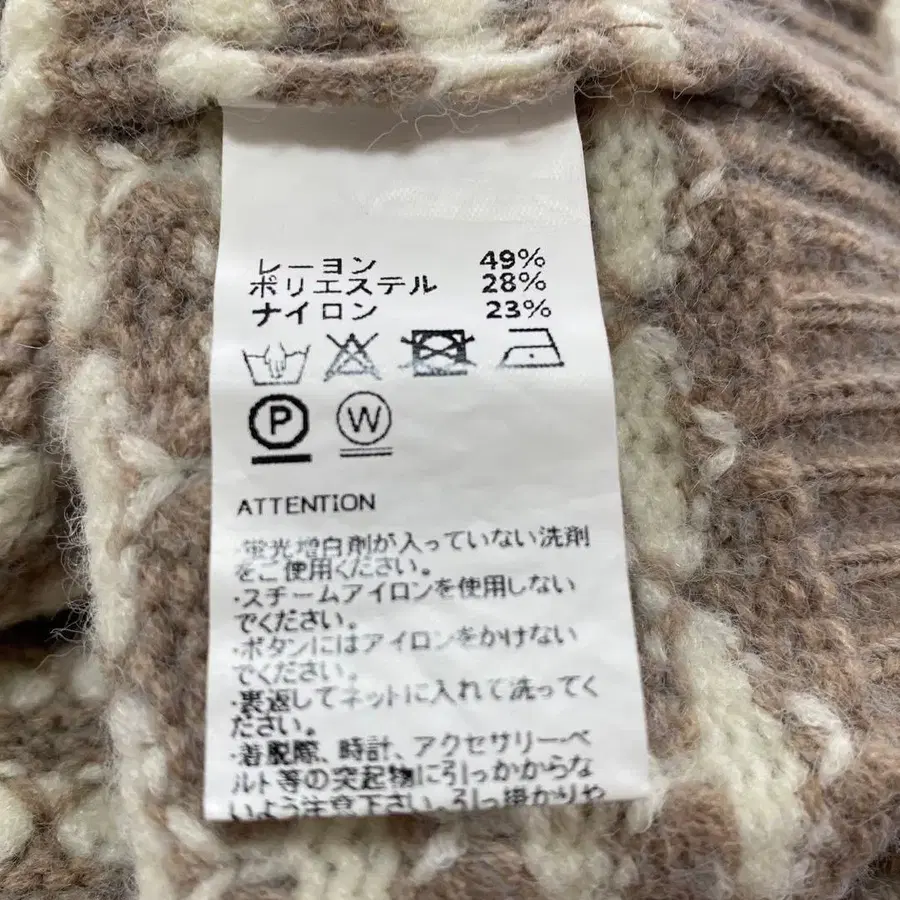 レーヨン 49%
ポリエステル 28%
ナイロン 23%
P W
ATTENTION
・蛍光増白剤が入っていない洗剤
をご使用ください。
・スチームアイロンを使用しない
でください。
・ボタンにはアイロンをかけない
でください。
・裏返してネットに入れて洗ってく
ださい。
・着脱際、時計、アクセサリー・ベ
ルト等の突起物に引っかからな
いよう注意下さい。引っ掛かりや